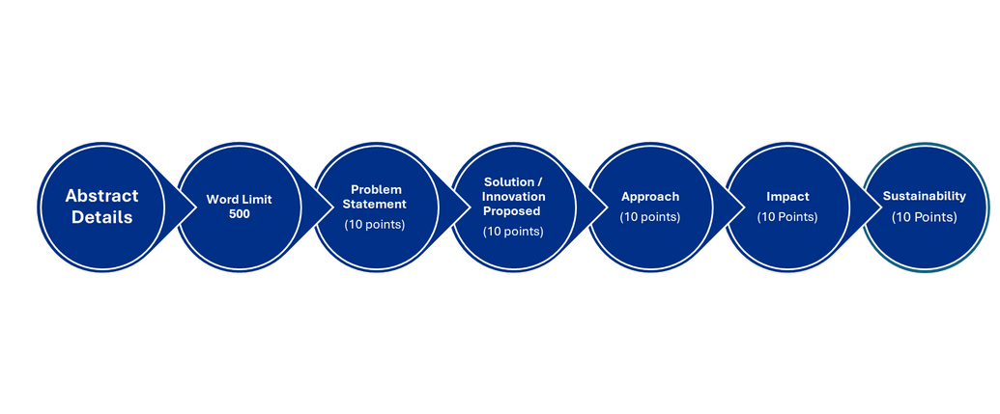 Abstract
Details
Word Limit
500
Problem
Statement
(10 points)
Solution /
Innovation
Proposed
(10 points)
Approach
(10 points)
Impact
(10 Points)
Sustainability
(10 Points)